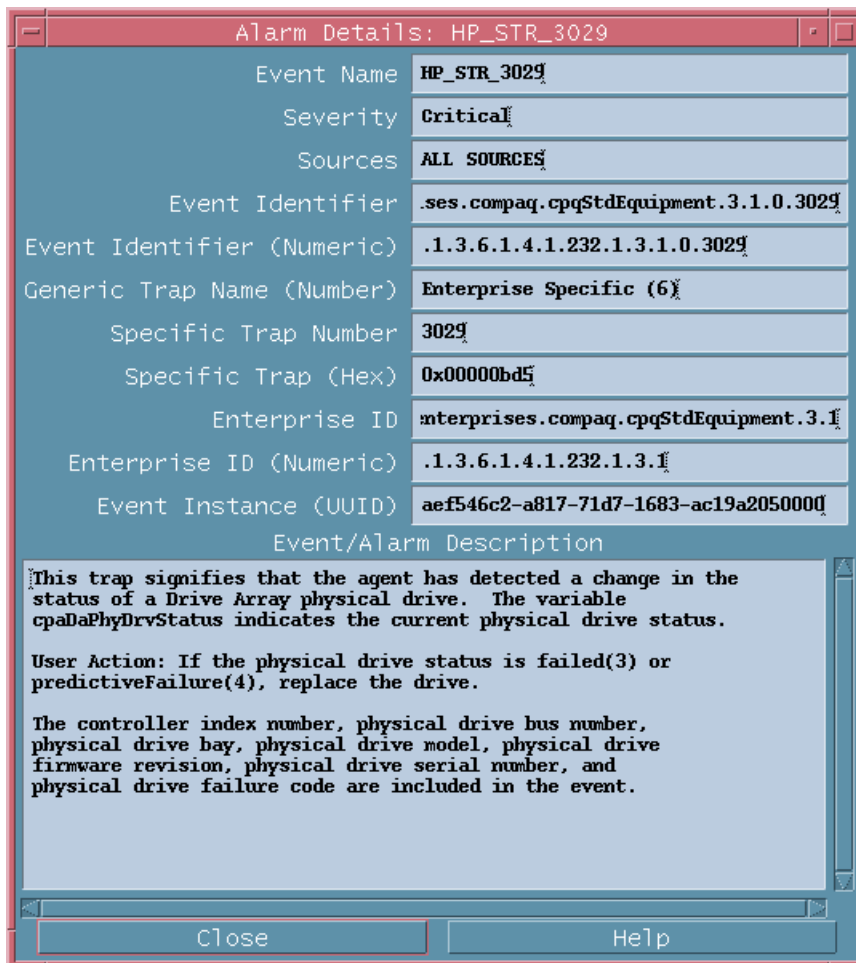 Alarm Details: HP_STR_3029
Event Name HP_STR_3029
Severity Critical
Sources ALL SOURCES
Event Identifier .ses.compaq.cpqStdEquipment.3.1.0.3029
Event Identifier (Numeric) .1.3.6.1.4.1.232.1.3.1.0.3029
Generic Trap Name (Number) Enterprise Specific (6)
Specific Trap Number 3029
Specific Trap (Hex) 0x00000bd5
Enterprise ID nterprises.compaq.cpqStdEquipment.3.1
Enterprise ID (Numeric) .1.3.6.1.4.1.232.1.3.1
Event Instance (UUID) aef546c2-a817-71d7-1683-ac19a2050000
Event/Alarm Description
This trap signifies that the agent has detected a change in the
status of a Drive Array physical drive.  The variable
cpaDaPhyDrvStatus indicates the current physical drive status.
User Action: If the physical drive status is failed(3) or
predictiveFailure(4), replace the drive.
The controller index number, physical drive bus number,
physical drive bay, physical drive model, physical drive
firmware revision, physical drive serial number, and
physical drive failure code are included in the event.
Close Help